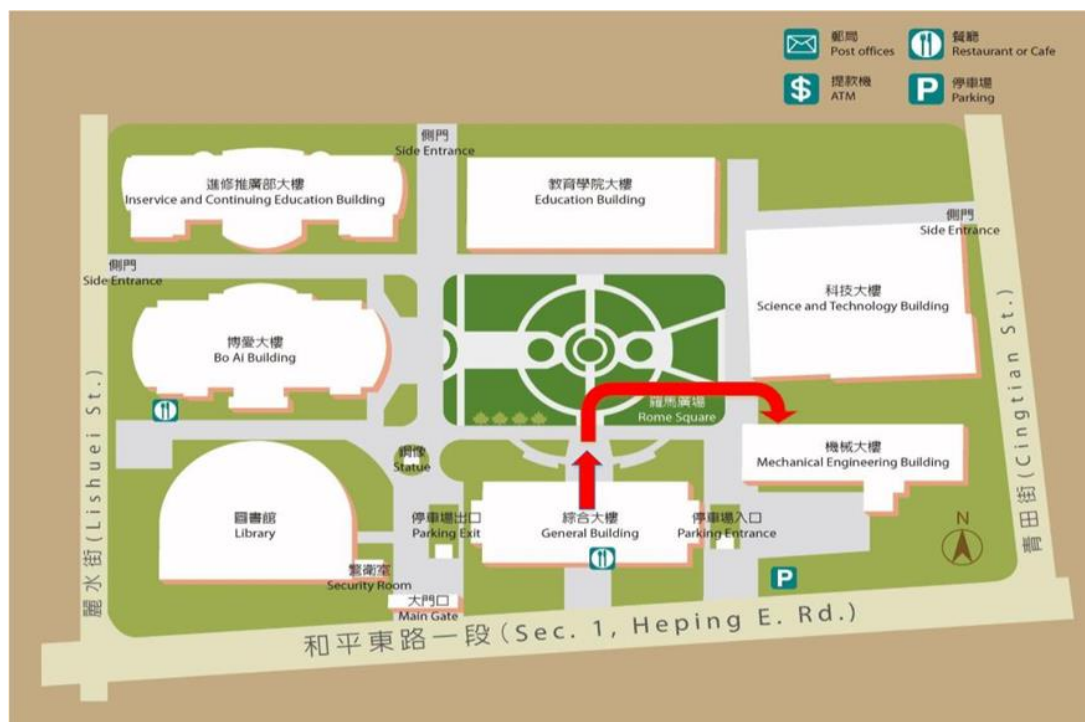 郵局
Post offices
餐廳
Restaurant or Cafe
$
提款機
ATM
P
停車場
Parking
側門
Side Entrance
進修推廣部大樓
Inservice and Continuing Education Building
教育學院大樓
Education Building
側門
Side Entrance
側門
Side Entrance
科技大樓
Science and Technology Building
博愛大樓
Bo Ai Building
羅馬廣場
Rome Square
銅像
Statue
機械大樓
Mechanical Engineering Building
圖書館
Library
停車場出口
Parking Exit
綜合大樓
General Building
停車場入口
Parking Entrance
N
警衛室
Security Room
P
大門口
Main Gate
麗水街(Lishuei St.)
青田街(Cingtian St.)
和平東路一段(Sec. 1, Heping E. Rd.)